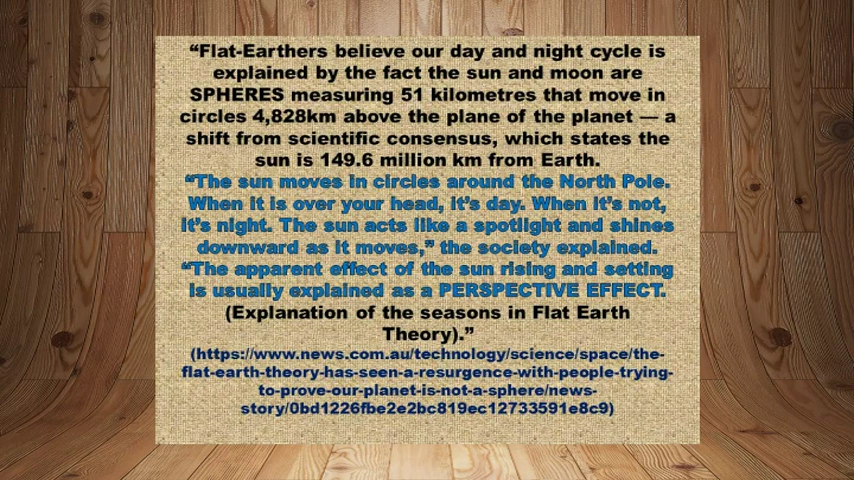 “Flat-Earthers believe our day and night cycle is
explained by the fact the sun and moon are
SPHERES measuring 51 kilometres that move in
circles 4,828km above the plane of the planet — a
shift from scientific consensus, which states the
sun is 149.6 million km from Earth.
“The sun moves in circles around the North Pole.
When it is over your head, it’s day. When it’s not,
it’s night. The sun acts like a spotlight and shines
downward as it moves,” the society explained.
“The apparent effect of the sun rising and setting
is usually explained as a PERSPECTIVE EFFECT.
(Explanation of the seasons in Flat Earth
Theory).”
(https://www.news.com.au/technology/science/space/the-
flat-earth-theory-has-seen-a-resurgence-with-people-trying-
to-prove-our-planet-is-not-a-sphere/news-
story/0bd1226fbe2e2bc819ec12733591e8c9)